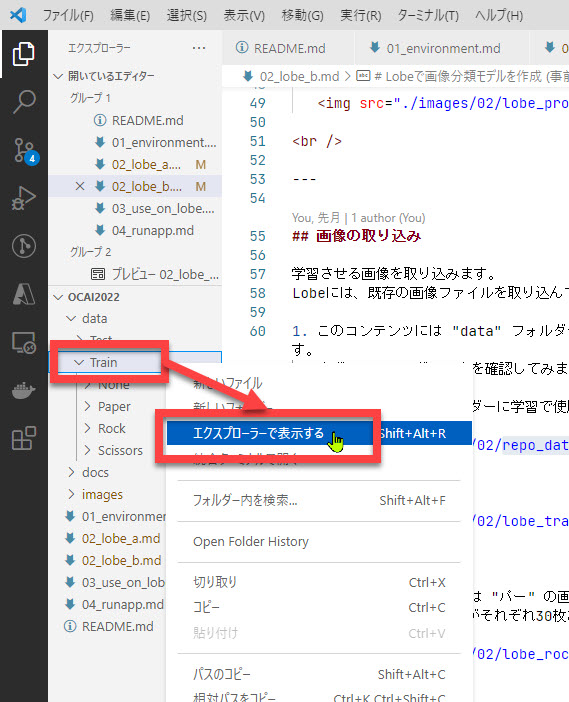 ファイル(F) 編集(E) 選択(S) 表示(V) 移動(G) 実行(R) ターミナル(T) ヘルプ(H)
エクスプローラー
開いているエディター
グループ 1
README.md
01_environment....
02_lobe_a.... M
02_lobe_b.... M
03_use_on_lobe....
04_runapp.md
グループ 2
プレビュー 02_lobe_...
OCAI2022
data
Train
None
Paper
Rock
Scissors
docs
images
01_environmen
02_lobe_a.md
02_lobe_b.md
03_use_on_lob
04_runapp.md
README.md
4
README.md 01_environment.md 0
02_lobe_b.md > # Lobeで画像分類モデルを作成 (事前
49 <img src="./images/02/lobe_pro
50
51 <br />
52
53 ---
54
You, 先月 | 1 author (You)
55 ## 画像の取り込み
56
57 学習させる画像を取り込みます。
58 Lobeには、既存の画像ファイルを取り込んで
59
60 1. このコンテンツには "data" フォルダー
す。
を確認してみま
ダーに学習で使用
/02/repo_dat
/02/lobe_tra
は "パー" の画
がそれぞれ30枚
/02/lobe_roc
新しいファイル
エクスプローラーで表示する Shift+Alt+R
フォルダー内を検索... Shift+Alt+F
Open Folder History
切り取り Ctrl+X
コピー Ctrl+C
貼り付け Ctrl+V
パスのコピー Shift+Alt+C
相対パスをコピー Ctrl+K Ctrl+Shift+C